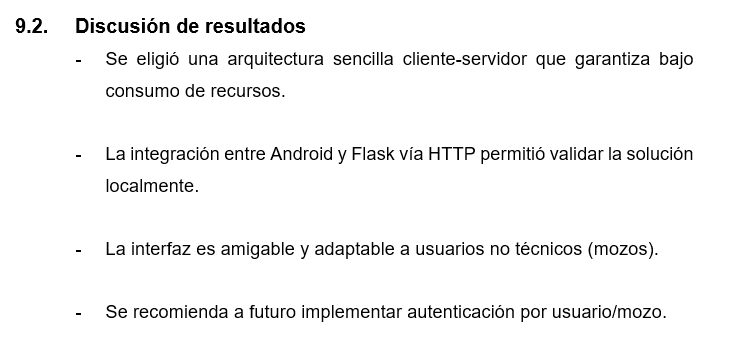 9.2. Discusión de resultados
- Se eligió una arquitectura sencilla cliente-servidor que garantiza bajo
consumo de recursos.
- La integración entre Android y Flask vía HTTP permitió validar la solución
localmente.
- La interfaz es amigable y adaptable a usuarios no técnicos (mozos).
- Se recomienda a futuro implementar autenticación por usuario/mozo.